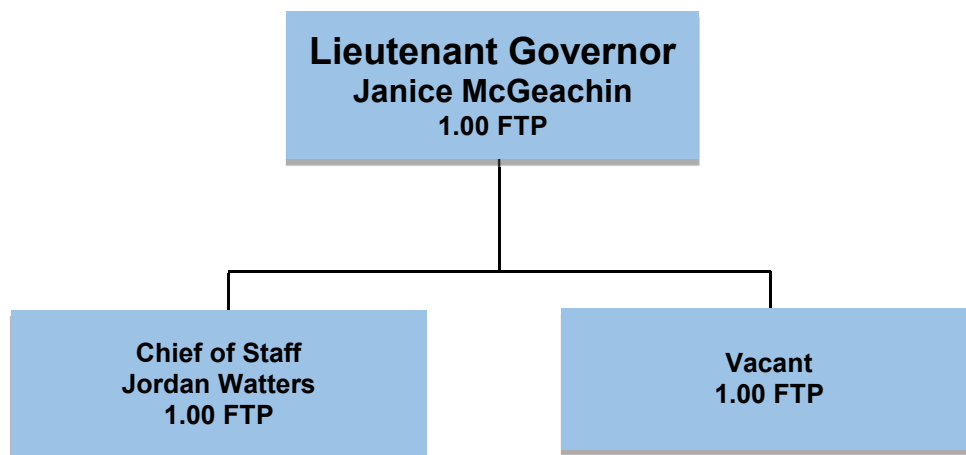 Lieutenant Governor
Janice McGeachin
1.00 FTP
Chief of Staff
Jordan Watters
1.00 FTP
Vacant
1.00 FTP